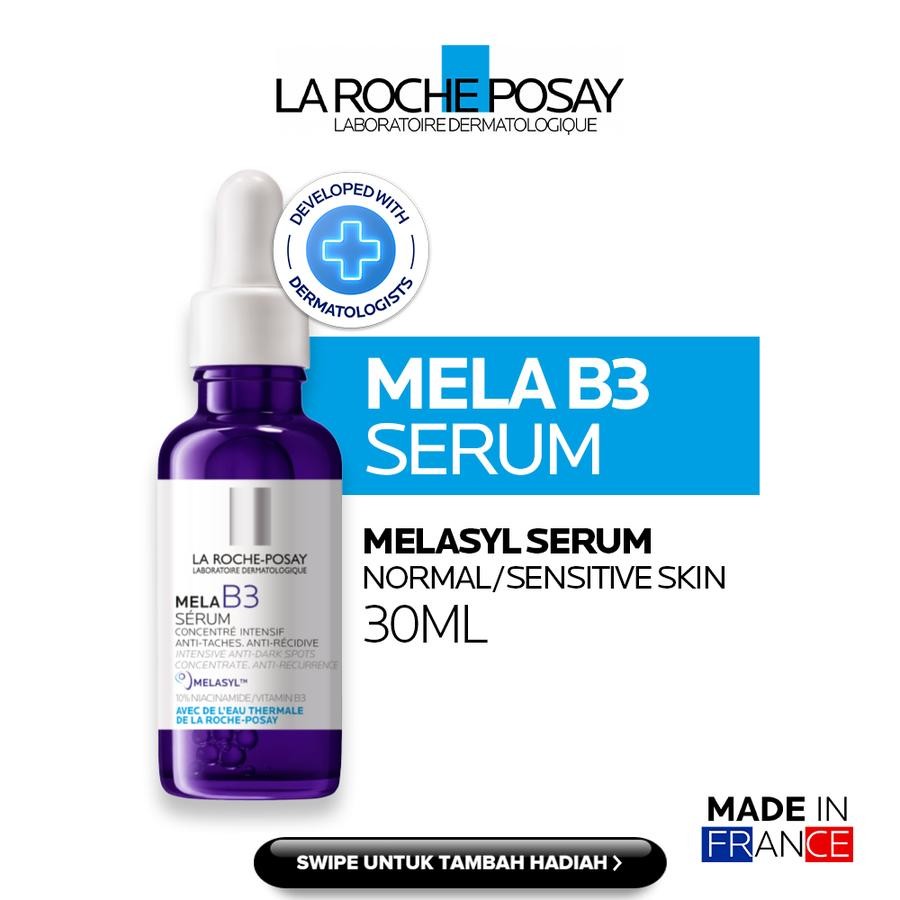 LA ROCHE POSAY
LABORATOIRE DERMATOLOGIQUE
DEVELOPED WITH
DERMATOLOGISTS
MELA B3
SERUM
MELASYL SERUM
NORMAL/SENSITIVE SKIN
30ML
LA ROCHE-POSAY
LABORATOIRE DERMATOLOGIQUE
MELA B3
SÉRUM
CONCENTRÉ INTENSIF
ANTI-TACHES. ANTI-RÉCIDIVE
INTENSIVE ANTI-DARK SPOTS
CONCENTRATE. ANTI-RECURRENCE
MELASYL™
10% NIACINAMIDE/VITAMIN B3
AVEC DE L'EAU THERMALE
DE LA ROCHE-POSAY
MADE IN
FRANCE
SWIPE UNTUK TAMBAH HADIAH >